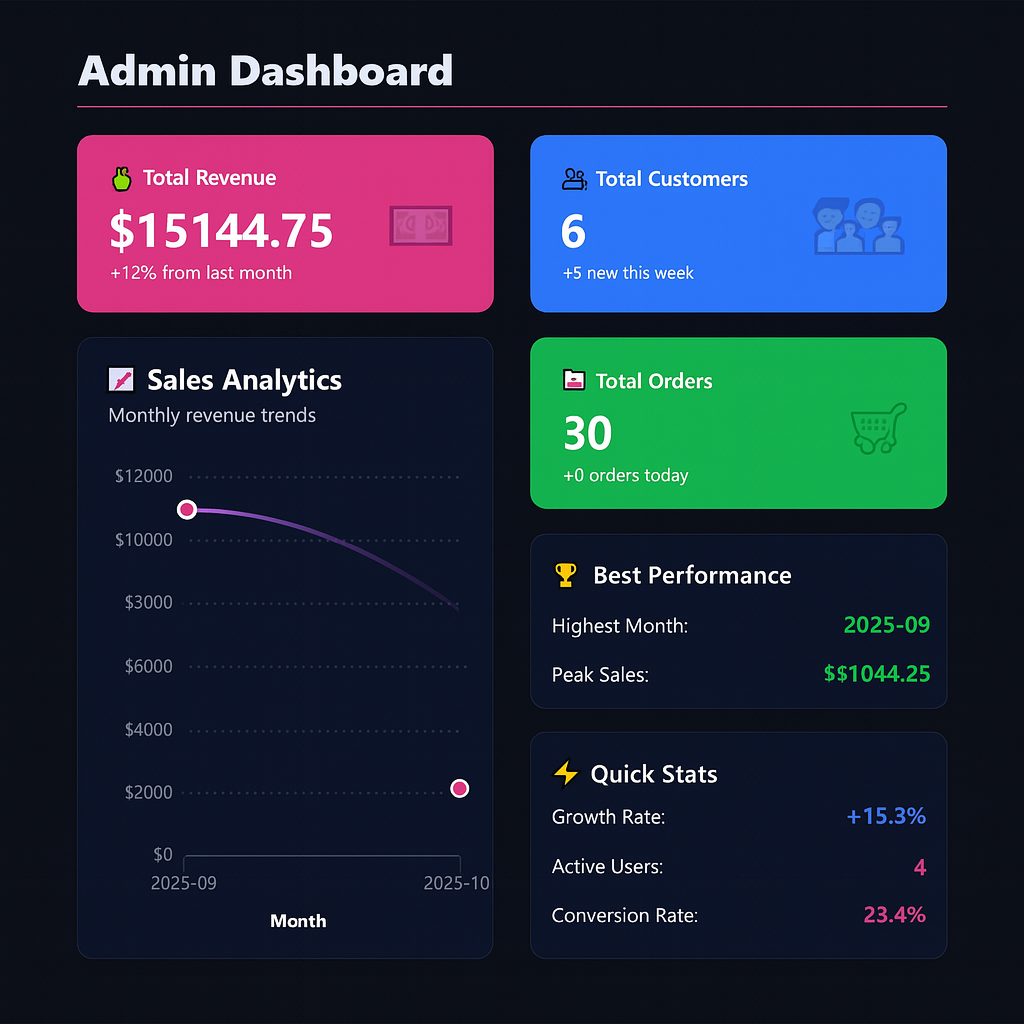 Admin Dashboard
Total Revenue
$15144.75
+12% from last month
Total Customers
6
+5 new this week
Sales Analytics
Monthly revenue trends
$12000
$10000
$3000
$6000
$4000
$2000
$0
2025-09
2025-10
Month
Total Orders
30
+0 orders today
Best Performance
Highest Month: 2025-09
Peak Sales: $$1044.25
Quick Stats
Growth Rate: +15.3%
Active Users: 4
Conversion Rate: 23.4%